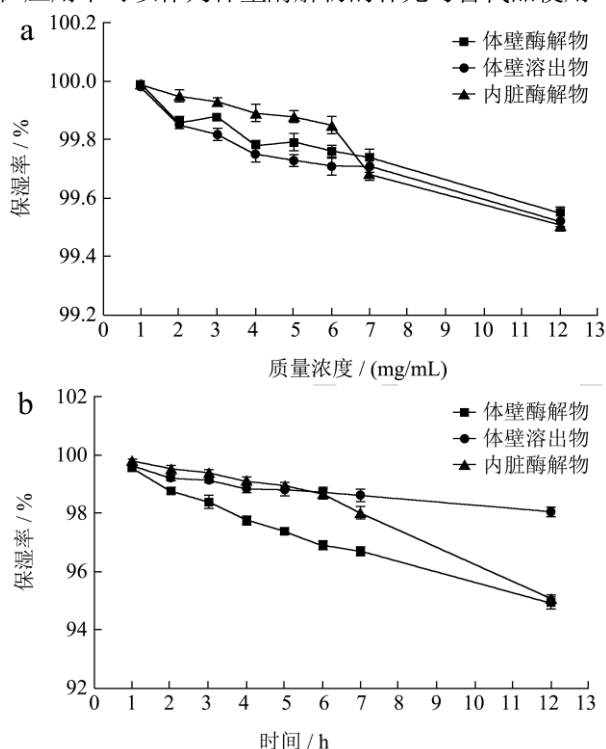 a
100.2
100.0
99.8
99.6
99.4
99.2
保湿率 / %
体壁酶解物
体壁溶出物
内脏酶解物
0 1 2 3 4 5 6 7 8 9 10 11 12 13
质量浓度 / (mg/mL)
b
102
100
98
96
94
92
保湿率 / %
体壁酶解物
体壁溶出物
内脏酶解物
0 1 2 3 4 5 6 7 8 9 10 11 12 13
时间 / h